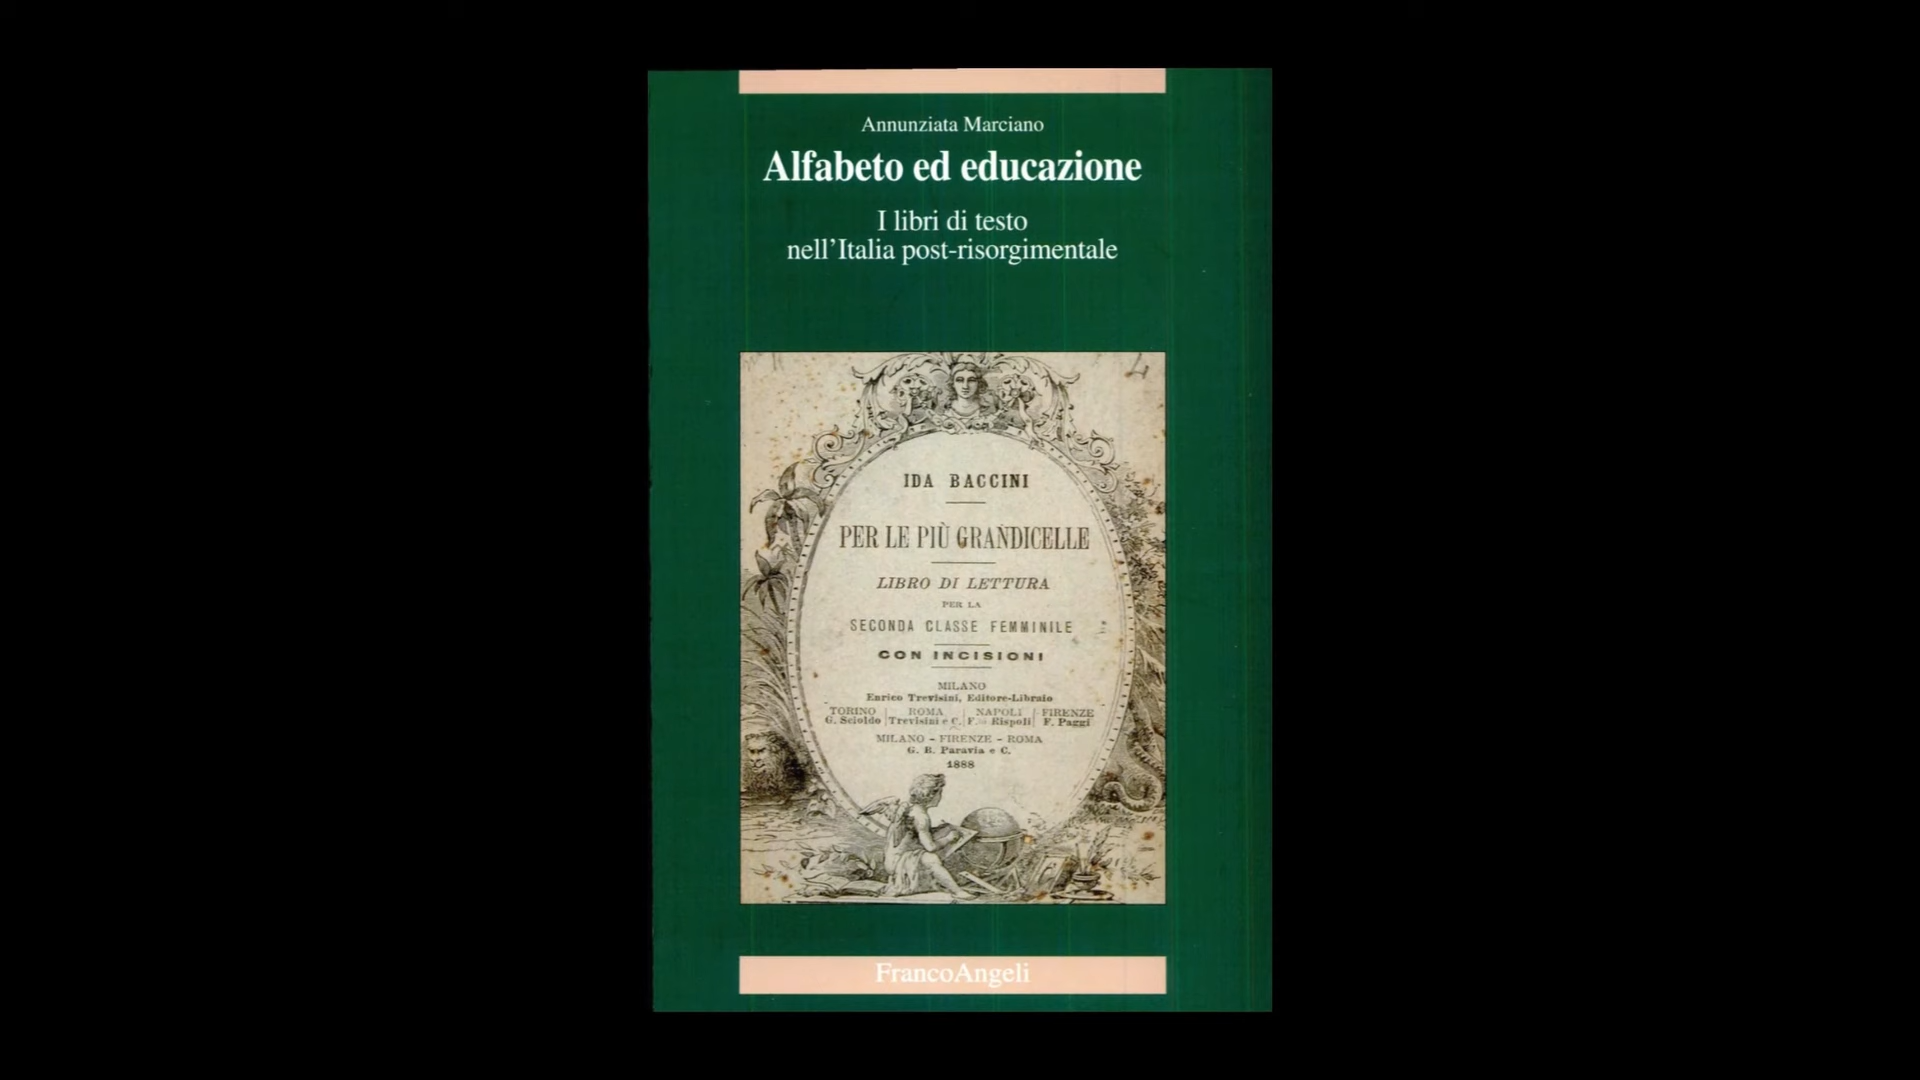 Annunziata Marciano
Alfabeto ed educazione
I libri di testo
nell'Italia post-risorgimentale
IDA BACCINI
PER LE PIÙ GRANDICELLE
LIBRO DI LETTURA
PER LA
SECONDA CLASSE FEMMINILE
CON INCISIONI
MILANO
Enrico Trevisini, Editore-Libraio
TORINO | ROMA | NAPOLI | FIRENZE
G. Scioldo | Trevisini e C. | F. Rispoli | F. Paggi
MILANO - FIRENZE - ROMA
G. B. Paravia e C.
1888
FrancoAngeli